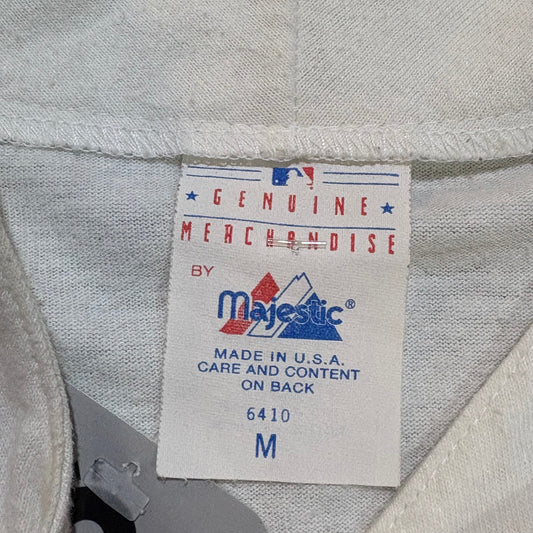 ★ GENUINE ★
MERCHANDISE
BY
Majestic®
MADE IN U.S.A.
CARE AND CONTENT
ON BACK
6410
M